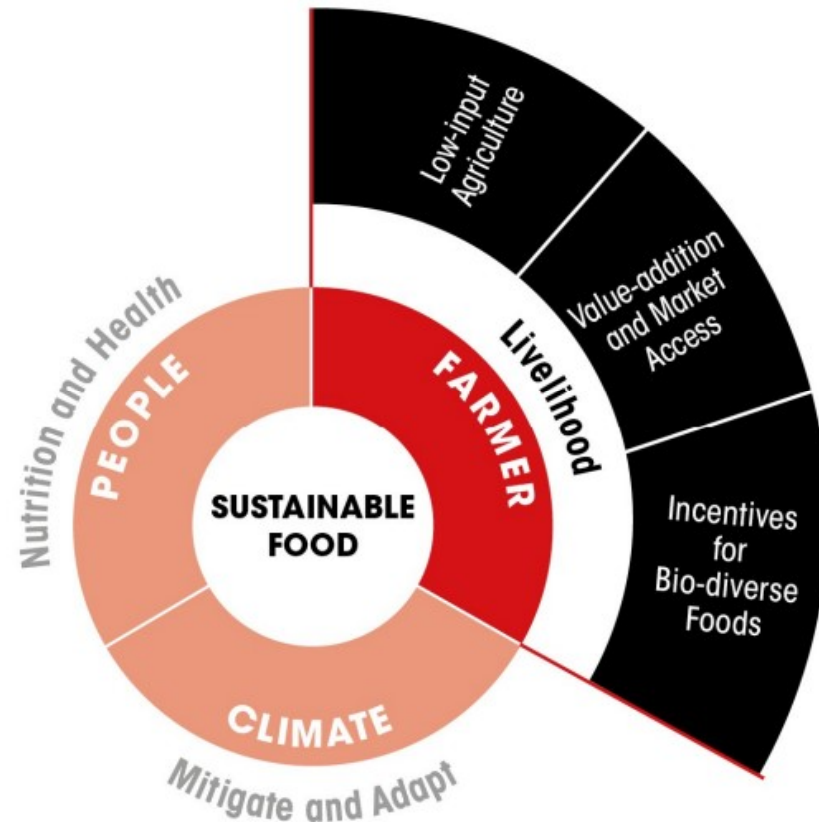 Low-input
Agriculture
Value-addition
and Market
Access
Incentives
for
Bio-diverse
Foods
Livelihood
FARMER
PEOPLE
Nutrition and Health
SUSTAINABLE
FOOD
CLIMATE
Mitigate and Adapt